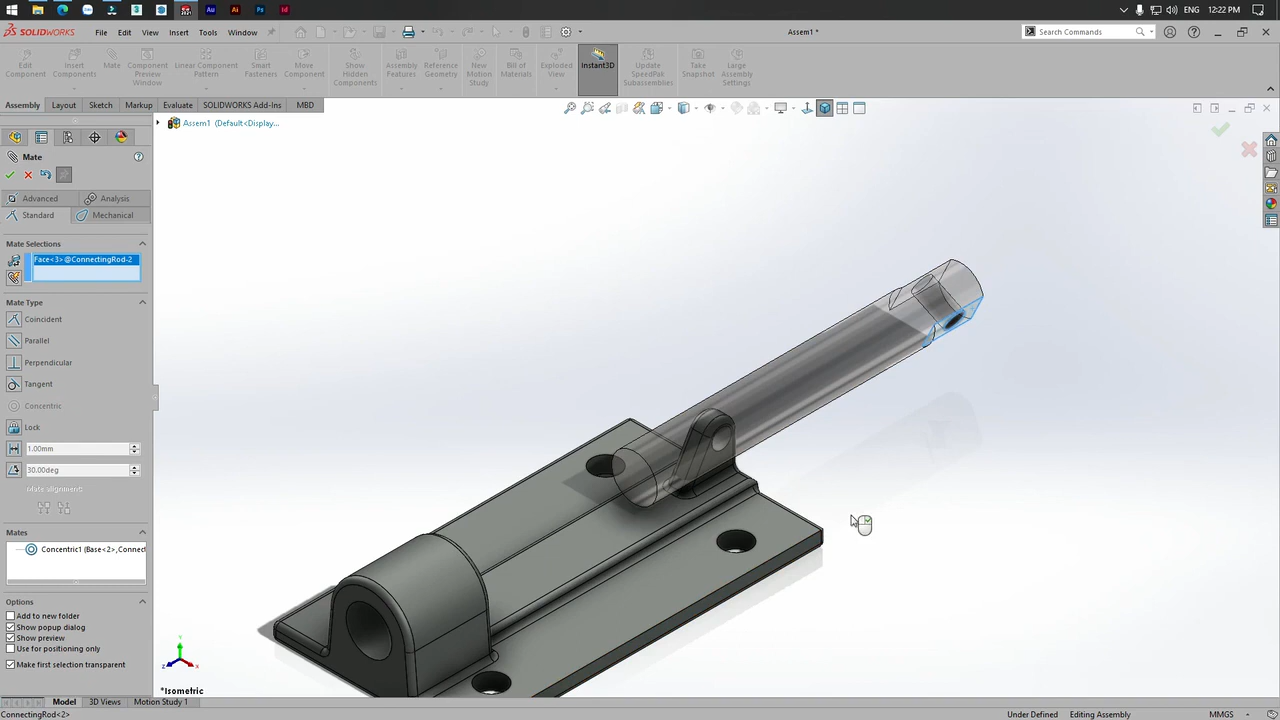 Au Ai Ps Id
ENG 12:22 PM
SOLIDWORKS File Edit View Insert Tools Window
Assem1 *
Search Commands
Edit Component
Insert Components
Mate
Component Preview Window
Linear Component Pattern
Smart Fasteners
Move Component
Show Hidden Components
Assembly Features
Reference Geometry
New Motion Study
Bill of Materials
Exploded View
Instant3D
Update SpeedPak Subassemblies
Take Snapshot
Large Assembly Settings
Assembly Layout Sketch Markup Evaluate SOLIDWORKS Add-Ins MBD
Assem1 (Default<Display...
Mate
Advanced Analysis
Standard Mechanical
Mate Selections
Face<3>@ConnectingRod-2
Mate Type
Coincident
Parallel
Perpendicular
Tangent
Concentric
Lock
1.00mm
30.00deg
Mate alignment:
Mates
Concentric1 (Base<2>,Connect
Options
Add to new folder
Show popup dialog
Show preview
Use for positioning only
Make first selection transparent
Y
Z X
*Isometric
Model 3D Views Motion Study 1
ConnectingRod<2>
Under Defined Editing Assembly MMGS